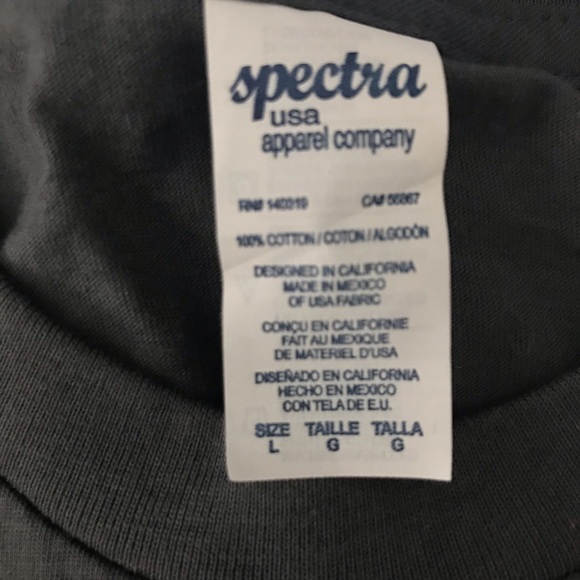 spectra
usa
apparel company
RN# 140319 CA# 56867
100% COTTON / COTON / ALGODÓN
DESIGNED IN CALIFORNIA
MADE IN MEXICO
OF USA FABRIC
CONÇU EN CALIFORNIE
FAIT AU MEXIQUE
DE MATERIEL D'USA
DISEÑADO EN CALIFORNIA
HECHO EN MEXICO
CON TELA DE E.U.
SIZE TAILLE TALLA
L G G